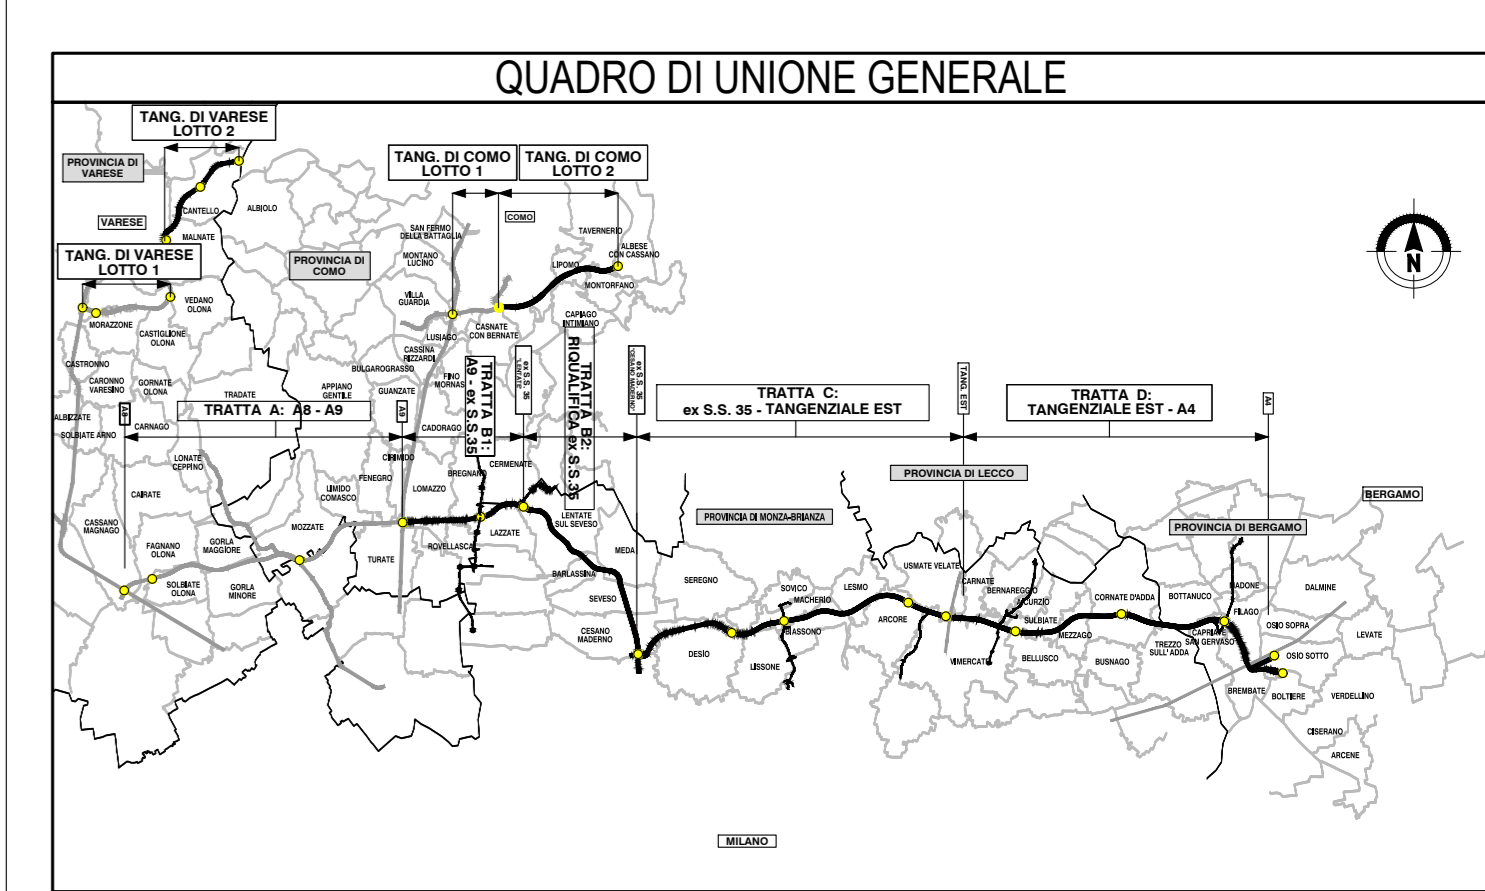 QUADRO DI UNIONE GENERALE
TANG. DI VARESE
LOTTO 2
PROVINCIA DI
VARESE
TANG. DI COMO
LOTTO 1
TANG. DI COMO
LOTTO 2
CANTELLO
ALBIOLO
VARESE
MALNATE
COMO
SAN FERMO
DELLA BATTAGLIA
TAVERNERIO
ALBESE
CON CASSANO
TANG. DI VARESE
LOTTO 1
PROVINCIA DI
COMO
MONTANO
LUCINO
LIPOMO
MONTORFANO
N
VEDANO
OLONA
VILLA
GUARDIA
MORAZZONE
CASTIGLIONE
OLONA
LUSIAGO
CASNATE
CON BERNATE
CAPIAGO
INTIMIANO
CASTRONNO
CASSINA
RIZZARDI
BULGAROGRASSO
CARONNO
VARESINO
GORNATE
OLONA
TRADATE
APPIANO
GENTILE
GUANZATE
FINO
MORNAS
TRATTA B1:
A9 - ex S.S.35
ex S.S. 35
"LENTATE"
TRATTA B2:
RIQUALIFICA ex S.S.35
ex S.S. 35
"CESANO MADERNO"
TRATTA C:
ex S.S. 35 - TANGENZIALE EST
TANG. EST
TRATTA D:
TANGENZIALE EST - A4
A4
A8
TRATTA A: A8 - A9
A9
ALBIZZATE
SOLBIATE ARNO
CARNAGO
CADORAGO
LONATE
CEPPINO
CIRIMIDO
FENEGRO
BREGNANO
CERMENATE
LOMAZZO
LIMIDO
COMASCO
CAIRATE
PROVINCIA DI LECCO
BERGAMO
PROVINCIA DI MONZA-BRIANZA
PROVINCIA DI BERGAMO
CASSANO
MAGNAGO
MOZZATE
LENTATE
SUL SEVESO
LAZZATE
FAGNANO
OLONA
GORLA
MAGGIORE
ROVELLASCA
TURATE
MEDA
BARLASSINA
SOLBIATE
OLONA
GORLA
MINORE
SEVESO
SEREGNO
SOVICO
MACHERIO
LESMO
USMATE VELATE
CARNATE
BERNAREGGIO
CORNATE D'ADDA
BOTTANUCO
MADONE
DALMINE
CESANO
MADERNO
DESIO
BIASSONO
LISSONE
ARCORE
SULBIATE
MEZZAGO
VIMERCATE
BELLUSCO
BUSNAGO
TREZZO
SULL' ADDA
CAPRIATE
SAN GERVASO
FILAGO
OSIO SOPRA
LEVATE
OSIO SOTTO
BREMBATE
BOLTIERE
VERDELLINO
CISERANO
ARCENE
MILANO